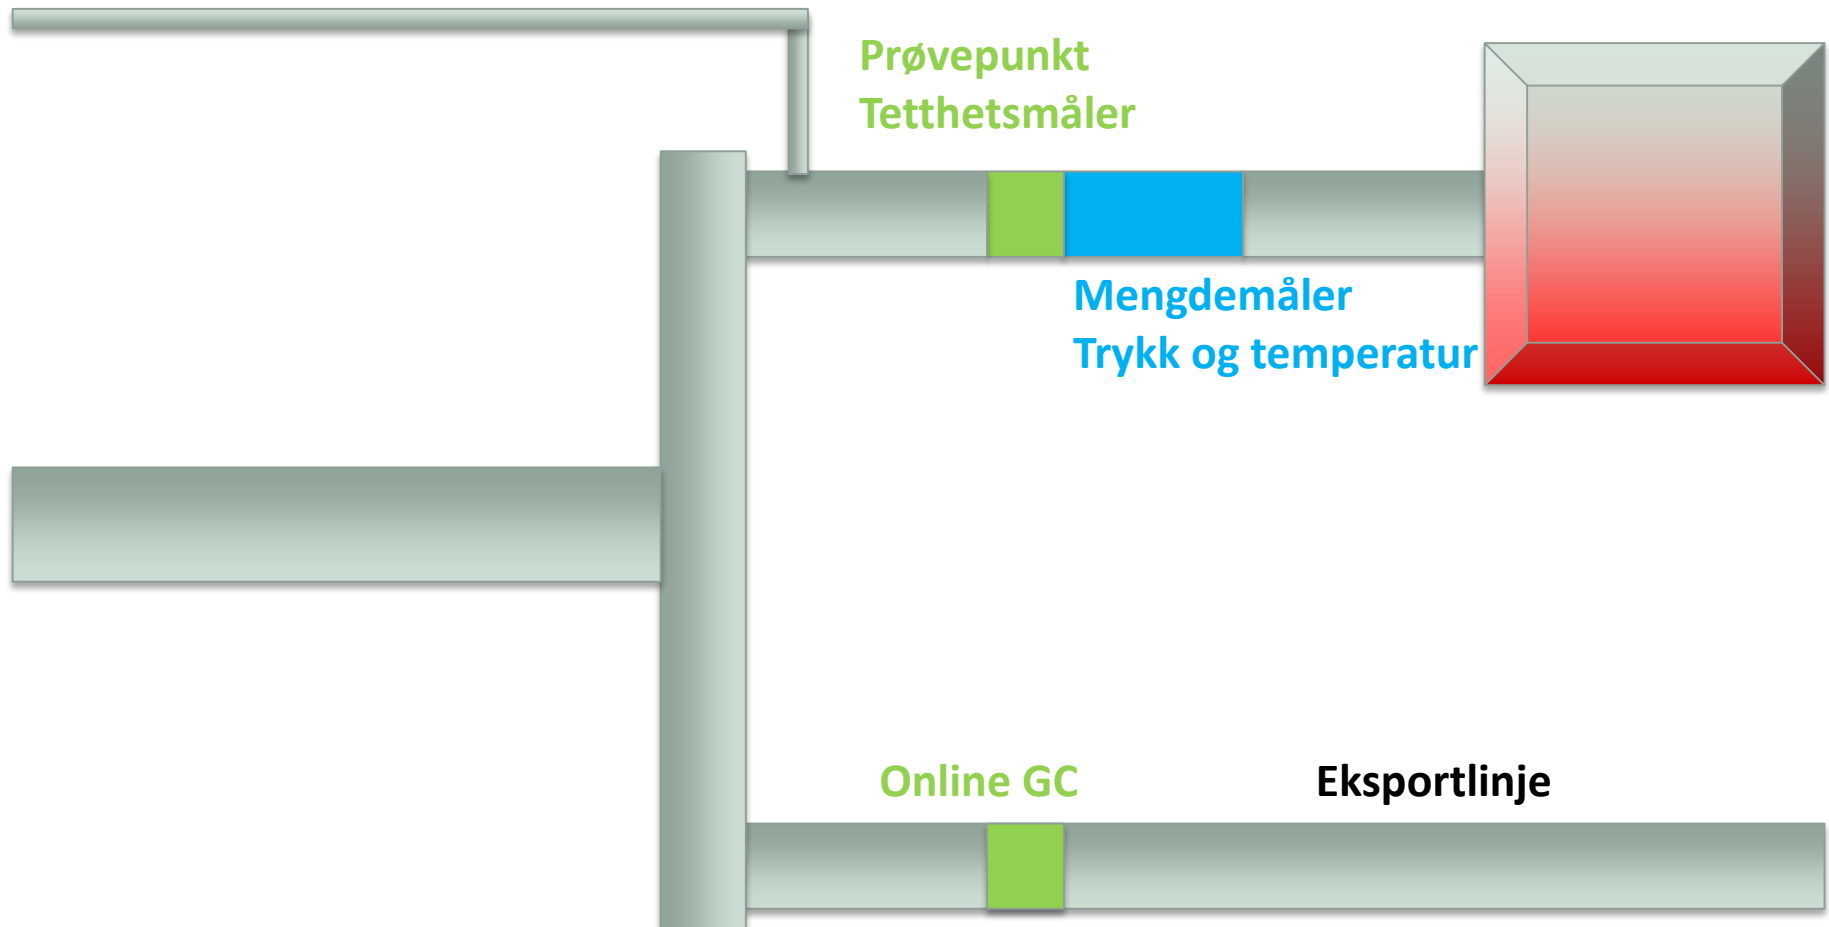 Prøvepunkt
Tetthetsmåler
Mengdemåler
Trykk og temperatur
Online GC
Eksportlinje